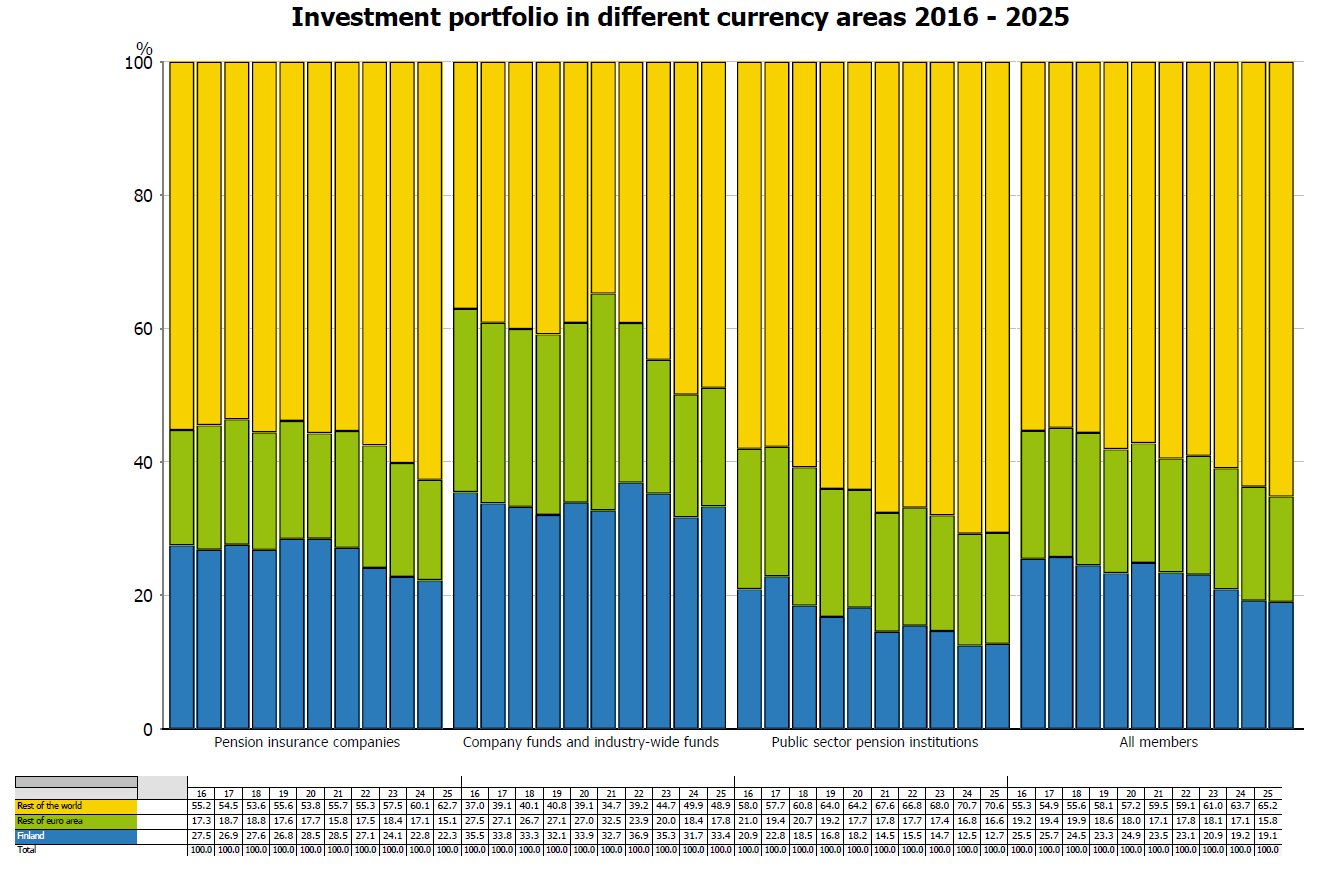 Investment portfolio in different currency areas 2016 - 2025
%
100
80
60
40
20
0
Pension insurance companies Company funds and industry-wide funds Public sector pension institutions All members
16 17 18 19 20 21 22 23 24 25 16 17 18 19 20 21 22 23 24 25 16 17 18 19 20 21 22 23 24 25 16 17 18 19 20 21 22 23 24 25
Rest of the world 55.2 54.5 53.6 55.6 53.8 55.7 55.3 57.5 60.1 62.7 37.0 39.1 40.1 40.8 39.1 34.7 39.2 44.7 49.9 48.9 58.0 57.7 60.8 64.0 64.2 67.6 66.8 68.0 70.7 70.6 55.3 54.9 55.6 58.1 57.2 59.5 59.1 61.0 63.7 65.2
Rest of euro area 17.3 18.7 18.8 17.6 17.7 15.8 17.5 18.4 17.1 15.1 27.5 27.1 26.7 27.1 27.0 32.5 23.9 20.0 18.4 17.8 21.0 19.4 20.7 19.2 17.7 17.8 17.7 17.4 16.8 16.6 19.2 19.4 19.9 18.6 18.0 17.1 17.8 18.1 17.1 15.8
Finland 27.5 26.9 27.6 26.8 28.5 28.5 27.1 24.1 22.8 22.3 35.5 33.8 33.3 32.1 33.9 32.7 36.9 35.3 31.7 33.4 20.9 22.8 18.5 16.8 18.2 14.5 15.5 14.7 12.5 12.7 25.5 25.7 24.5 23.3 24.9 23.5 23.1 20.9 19.2 19.1
Total 100.0 100.0 100.0 100.0 100.0 100.0 100.0 100.0 100.0 100.0 100.0 100.0 100.0 100.0 100.0 100.0 100.0 100.0 100.0 100.0 100.0 100.0 100.0 100.0 100.0 100.0 100.0 100.0 100.0 100.0 100.0 100.0 100.0 100.0 100.0 100.0 100.0 100.0 100.0 100.0